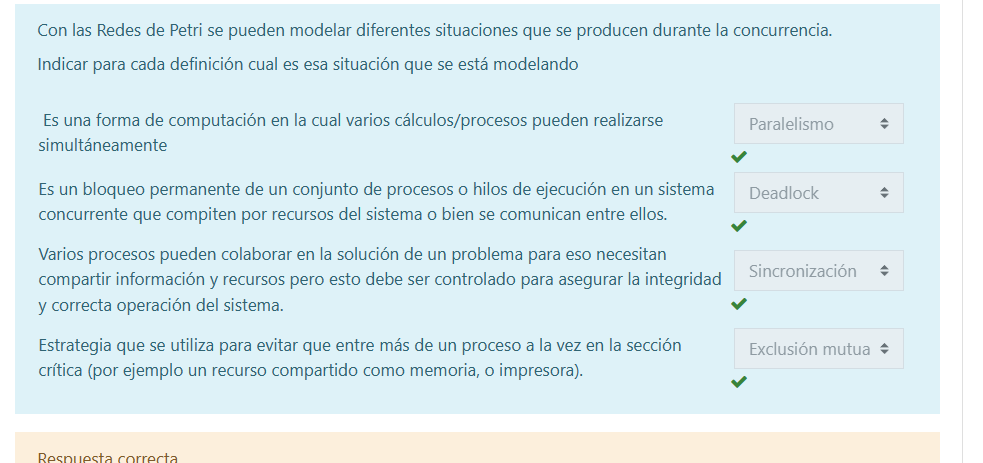 Con las Redes de Petri se pueden modelar diferentes situaciones que se producen durante la concurrencia.
Indicar para cada definición cual es esa situación que se está modelando
Es una forma de computación en la cual varios cálculos/procesos pueden realizarse
simultáneamente
Paralelismo
Es un bloqueo permanente de un conjunto de procesos o hilos de ejecución en un sistema
concurrente que compiten por recursos del sistema o bien se comunican entre ellos.
Deadlock
Varios procesos pueden colaborar en la solución de un problema para eso necesitan
compartir información y recursos pero esto debe ser controlado para asegurar la integridad
y correcta operación del sistema.
Sincronización
Estrategia que se utiliza para evitar que entre más de un proceso a la vez en la sección
crítica (por ejemplo un recurso compartido como memoria, o impresora).
Exclusión mutua
Respuesta correcta